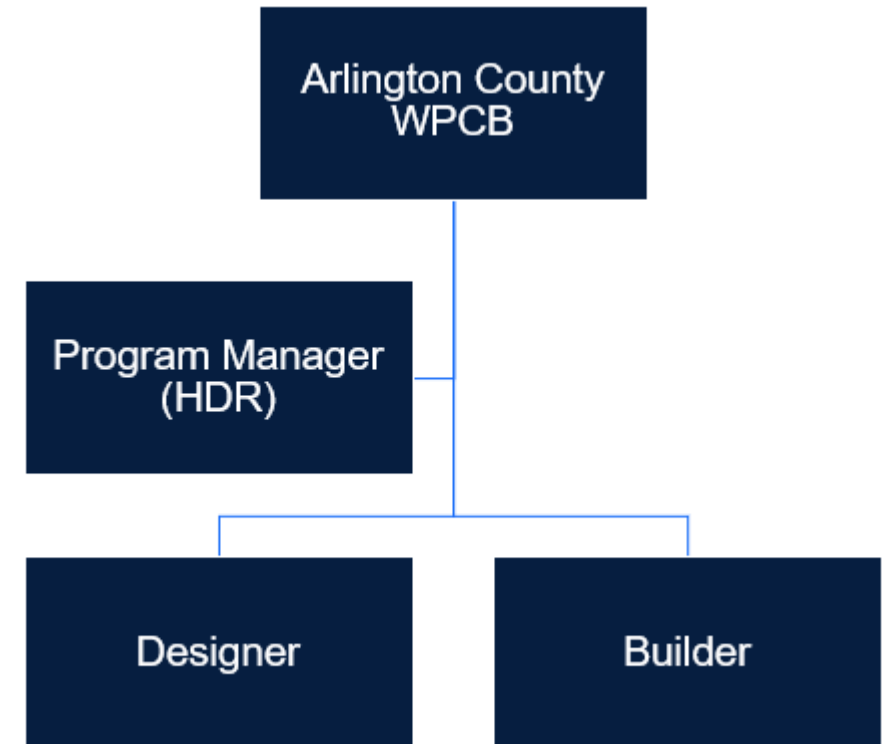 Arlington County
WPCB
Program Manager
(HDR)
Designer
Builder